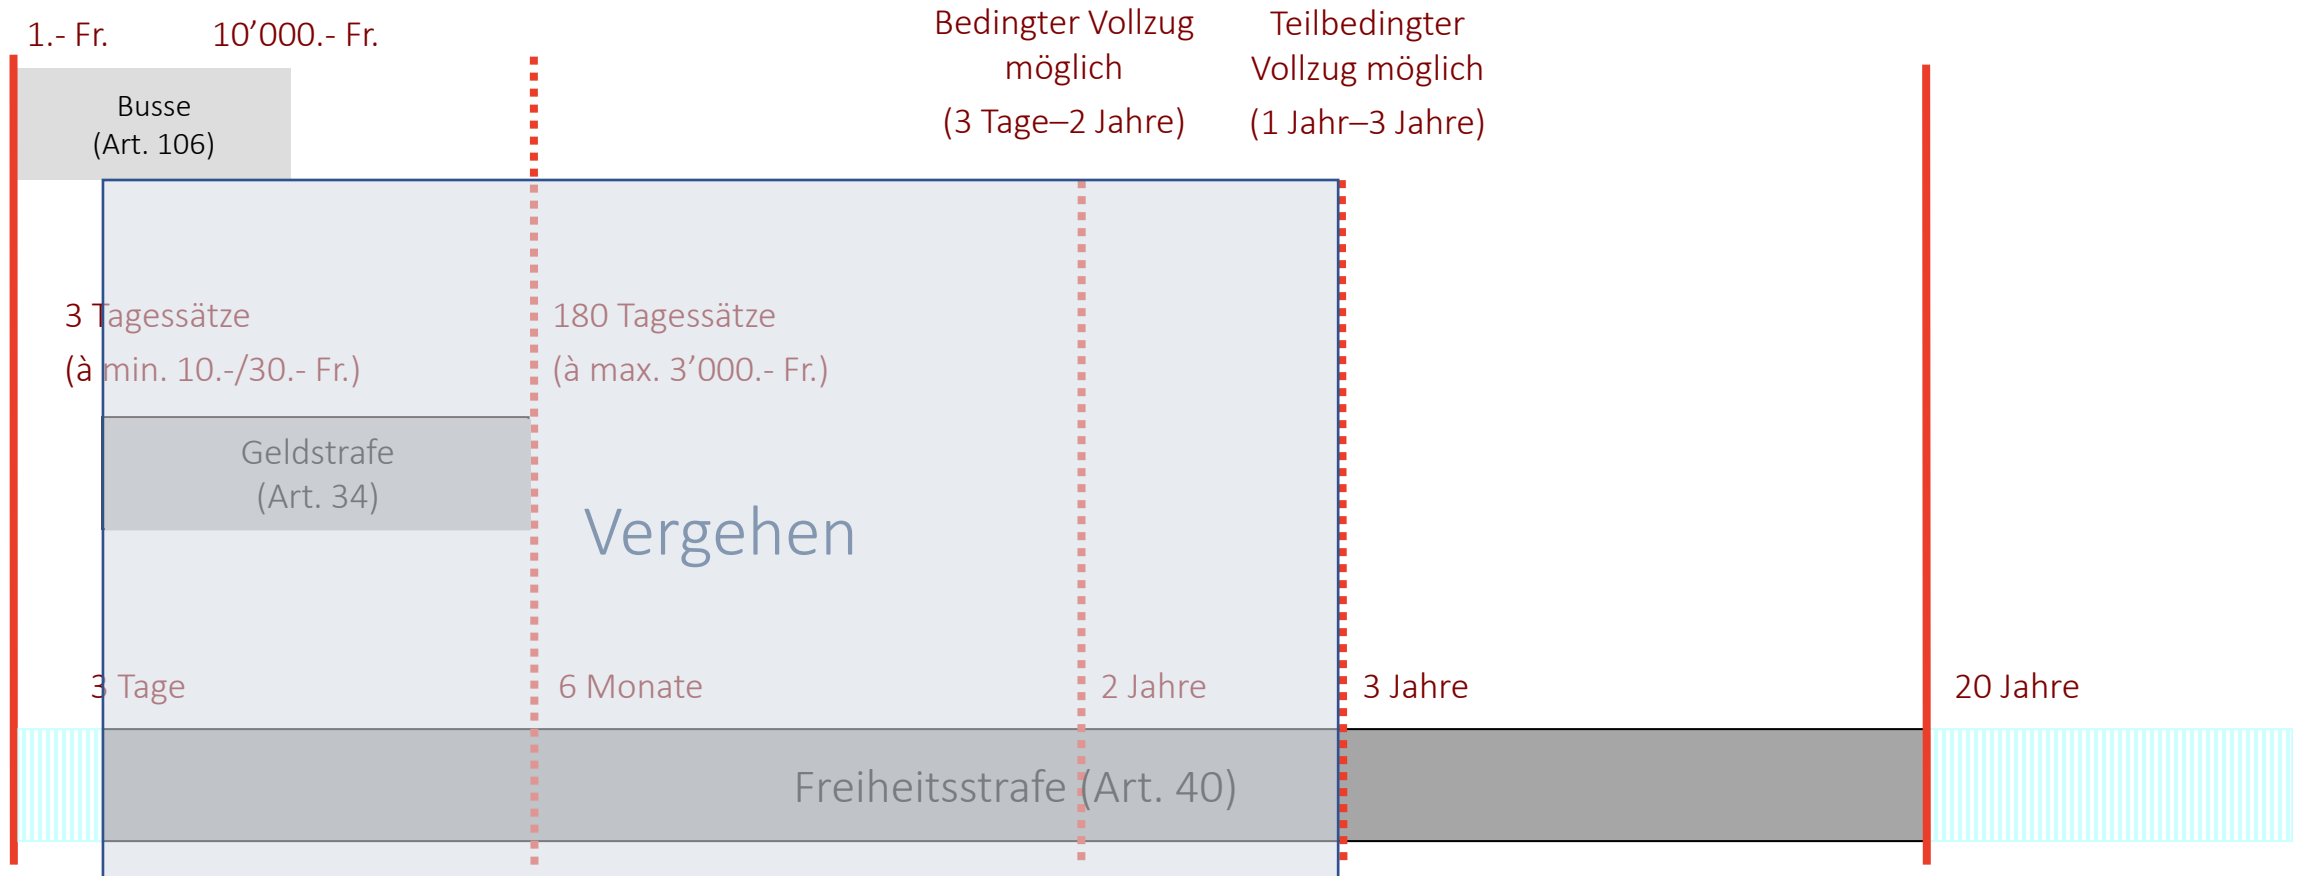 1.- Fr.
10’000.- Fr.
Bedingter Vollzug
möglich
(3 Tage–2 Jahre)
Teilbedingter
Vollzug möglich
(1 Jahr–3 Jahre)
Busse
(Art. 106)
3 Tagessätze
(à min. 10.-/30.- Fr.)
180 Tagessätze
(à max. 3’000.- Fr.)
Geldstrafe
(Art. 34)
Vergehen
3 Tage
6 Monate
2 Jahre
3 Jahre
20 Jahre
Freiheitsstrafe (Art. 40)